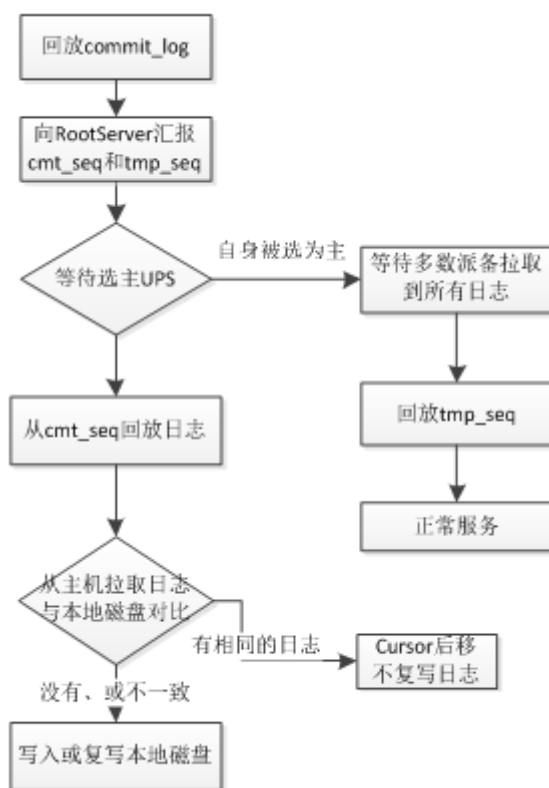 回放commit_log
向RootServer汇报
cmt_seq和tmp_seq
自身被选为主
等待选主UPS
等待多数派备拉取
到所有日志
从cmt_seq回放日志
回放tmp_seq
正常服务
从主机拉取日志
与本地磁盘对比
有相同的日志
Cursor后移
不复写日志
没有、或不一致
写入或复写本地磁盘